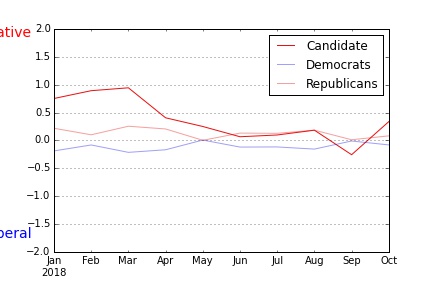 2.0
ative
1.5
1.0
0.5
0.0
−0.5
−1.0
−1.5
beral
−2.0
Candidate
Democrats
Republicans
Jan Feb Mar Apr May Jun Jul Aug Sep Oct
2018